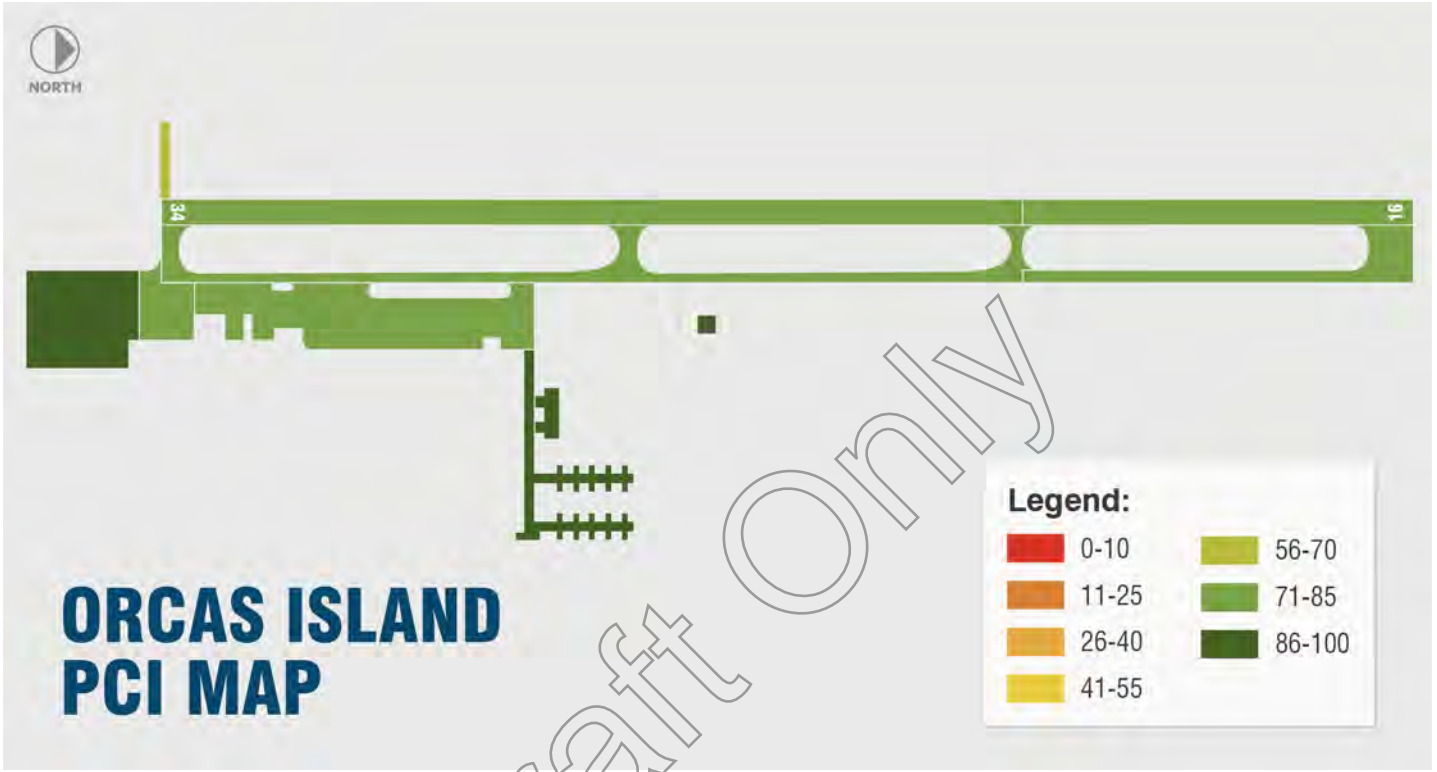 NORTH
34
16
Legend:
0-10
11-25
26-40
41-55
56-70
71-85
86-100
ORCAS ISLAND
PCI MAP
aft Only